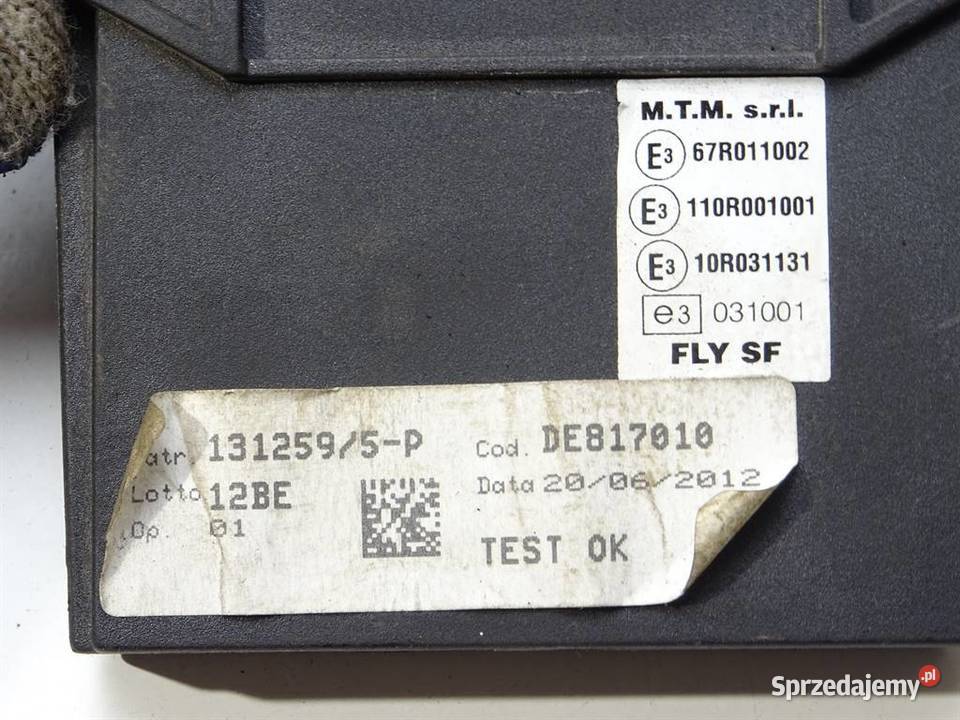 M.T.M. s.r.l.
E3 67R011002
E3 110R001001
E3 10R031131
e3 031001
FLY SF
atr. 131259/5-P
Cod. DE817010
Lotto 12BE
Data 20/06/2012
Op. 01
TEST OK
Sprzedajemy.pl